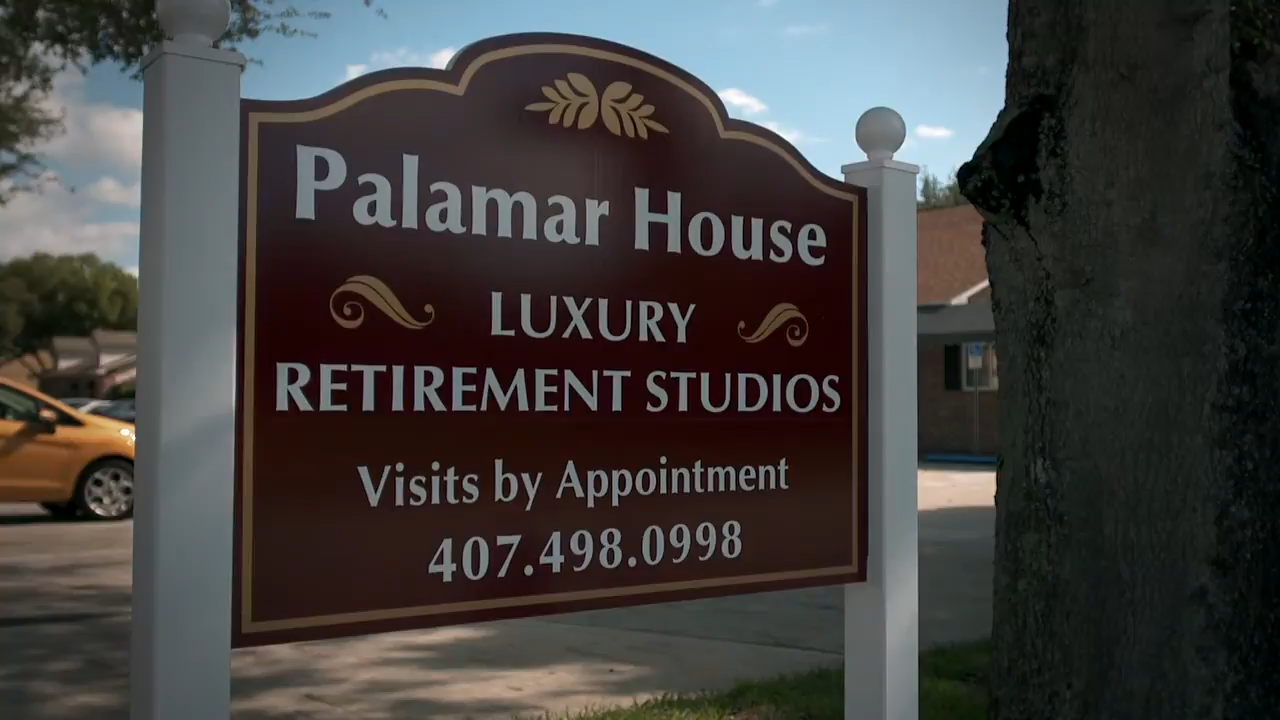 Palamar House
LUXURY
RETIREMENT STUDIOS
Visits by Appointment
407.498.0998